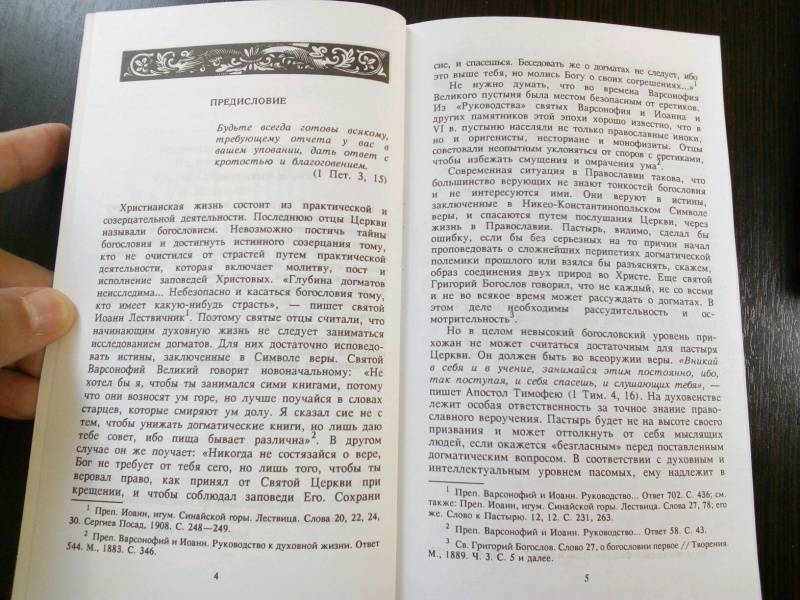 ПРЕДИСЛОВИЕ
Будьте всегда готовы всякому,
требующему отчета у вас в
вашем уповании, дать ответ с
кротостью и благоговением.
(1 Пет. 3, 15)
Христианская жизнь состоит из практической и
созерцательной деятельности. Последнюю отцы Церкви
называли богословием. Невозможно постичь тайны
богословия и достигнуть истинного созерцания тому,
кто не очистился от страстей путем практической
деятельности, которая включает молитву, пост и
исполнение заповедей Христовых. «Глубина догматов
неисследима... Небезопасно и касаться богословия тому,
кто имеет какую-нибудь страсть», — пишет святой
Иоанн Лествичник1. Поэтому святые отцы считали, что
начинающим духовную жизнь не следует заниматься
исследованием догматов. Для них достаточно исповедо-
вать истины, заключенные в Символе веры. Святой
Варсонофий Великий говорит новоначальному: «Не
хотел бы я, чтобы ты занимался сими книгами, потому
что они возносят ум горе, но лучше поучайся в словах
старцев, которые смиряют ум долу. Я сказал сие не с
тем, чтобы унижать догматические книги, но лишь даю
тебе совет, ибо пища бывает различна»2. В другом
случае он же поучает: «Никогда не состязайся о вере,
Бог не требует от тебя сего, но лишь того, чтобы ты
веровал право, как принял от Святой Церкви при
крещении, и чтобы соблюдал заповеди Его. Сохрани
1 Преп. Иоанн, игум. Синайской горы. Лествица. Слова 20, 22, 24,
30. Сергиев Посад, 1908. С. 248—249.
2 Преп. Варсонофий и Иоанн. Руководство к духовной жизни. Ответ
544. М., 1883. С. 346.
4
сие, и спасешься. Беседовать же о догматах не следует, ибо
это выше тебя, но молись Богу о своих согрешениях...»1
Не нужно думать, что во времена Варсонофия
Великого пустыня была местом безопасным от еретиков.
Из «Руководства» святых Варсонофия и Иоанна и
других памятников этой эпохи хорошо известно, что в
VI в. пустыню населяли не только православные иноки,
но и оригенисты, несториане и монофизиты. Отцы
советовали неопытным уклоняться от споров с еретиками,
чтобы избежать смущения и омрачения ума2.
Современная ситуация в Православии такова, что
большинство верующих не знают тонкостей богословия
и не интересуются ими. Они веруют в истины,
заключенные в Никео-Константинопольском Символе
веры, и спасаются путем послушания Церкви, через
жизнь в Православии. Пастырь, видимо, сделал бы
ошибку, если бы без серьезных на то причин начал
проповедовать о сложнейших перипетиях догматической
полемики прошлого или взялся бы разъяснять, скажем,
образ соединения двух природ во Христе. Еще святой
Григорий Богослов говорил, что не каждый, не со всеми
и не во всякое время может рассуждать о догматах. В
этом деле необходимы рассудительность и ос-
мотрительность3.
Но в целом невысокий богословский уровень при-
хожан не может считаться достаточным для пастыря
Церкви. Он должен быть во всеоружии веры. «Вникай
в себя и в учение, занимайся этим постоянно, ибо,
так поступая, и себя спасешь, и слушающих тебя», —
пишет Апостол Тимофею (1 Тим. 4, 16). На духовенстве
лежит особая ответственность за точное знание право-
славного вероучения. Пастырь будет не на высоте своего
призвания и может оттолкнуть от себя мыслящих
людей, если окажется «безгласным» перед поставленным
догматическим вопросом. В соответствии с духовным и
интеллектуальным уровнем пасомых, ему надлежит в
1 Преп. Варсонофий и Иоанн. Руководство... Ответ 702. С. 436; см.
также: Преп. Иоанн, игум. Синайской горы. Лествица. Слова 27, 78; его
же. Слово к Пастырю. 12, 12. С. 231, 263.
2 Преп. Варсонофий и Иоанн. Руководство... Ответ 58. С. 43.
3 Св. Григорий Богослов. Слово 27, о богословии первое // Творения.
М., 1889. Ч. 3. С. 5 и далее.
5